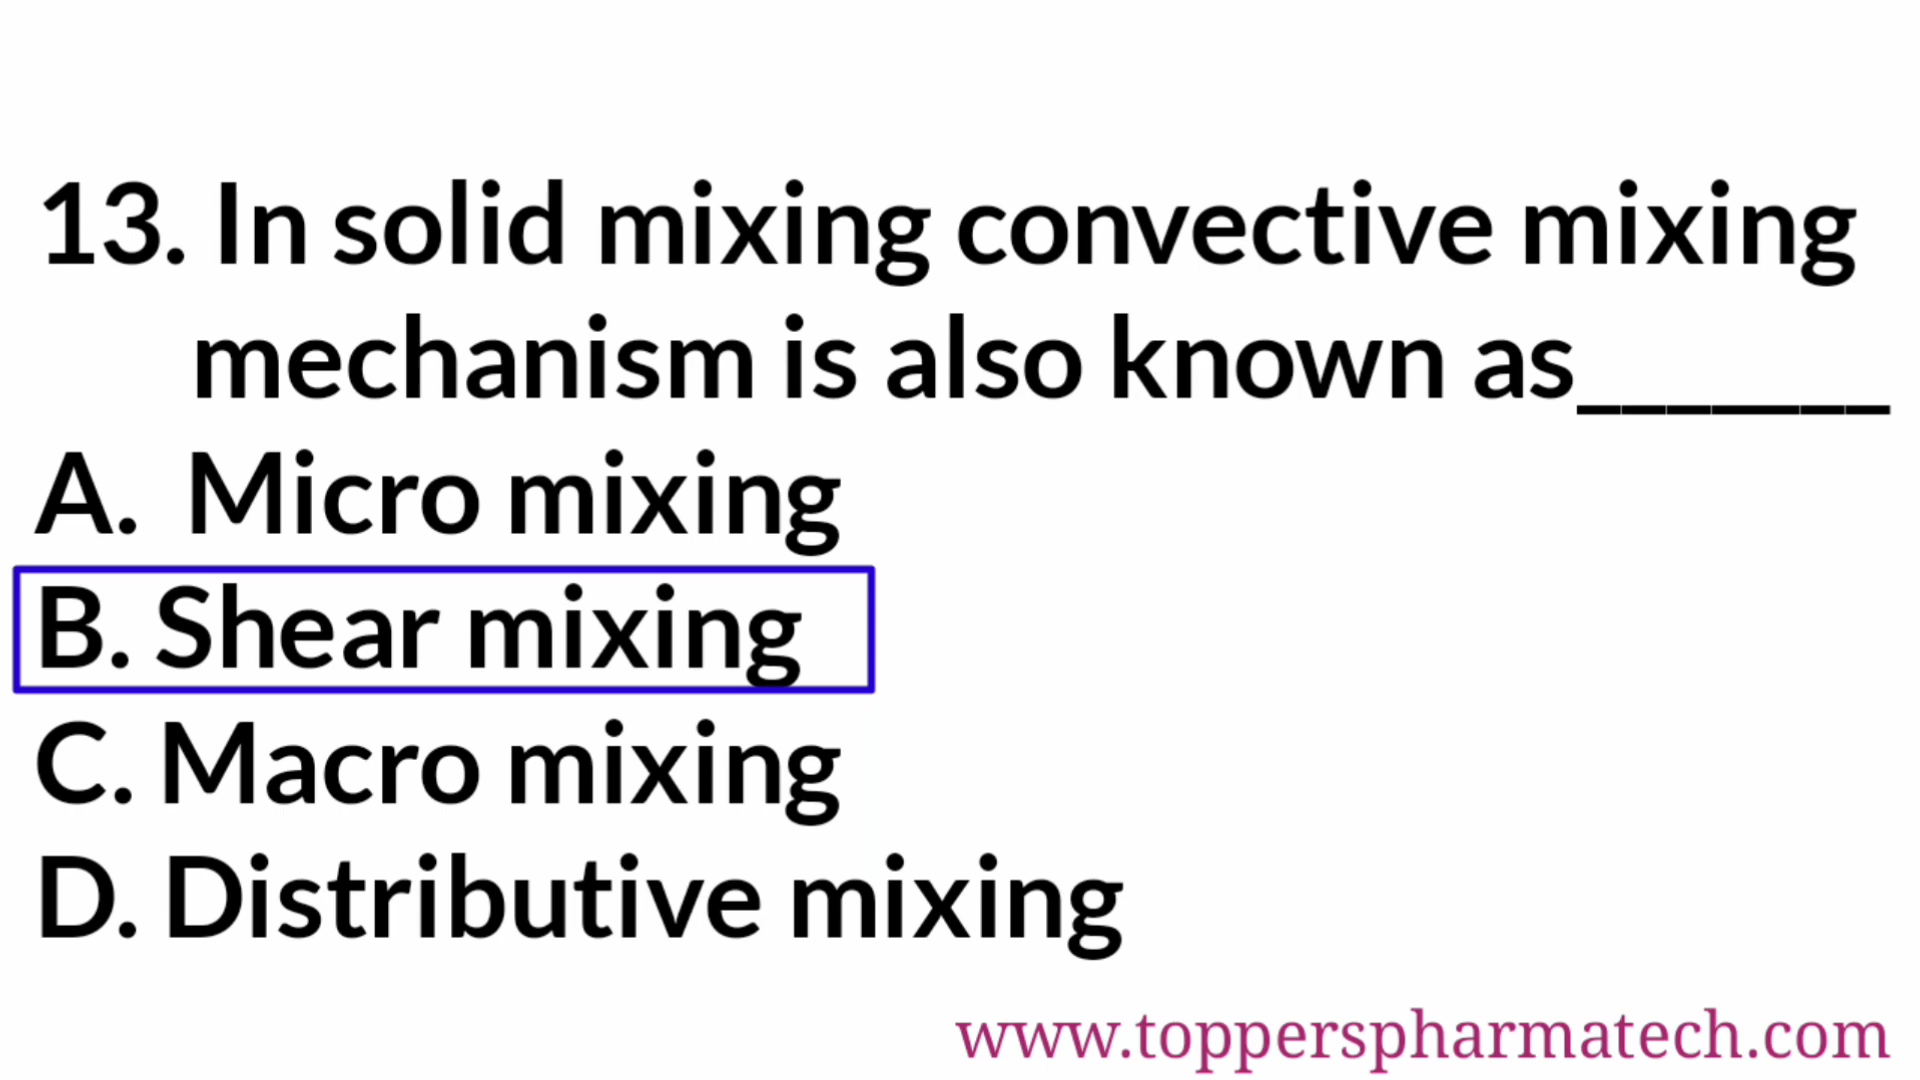 13. In solid mixing convective mixing
mechanism is also known as_______
A. Micro mixing
B. Shear mixing
C. Macro mixing
D. Distributive mixing
www.topperspharmatech.com